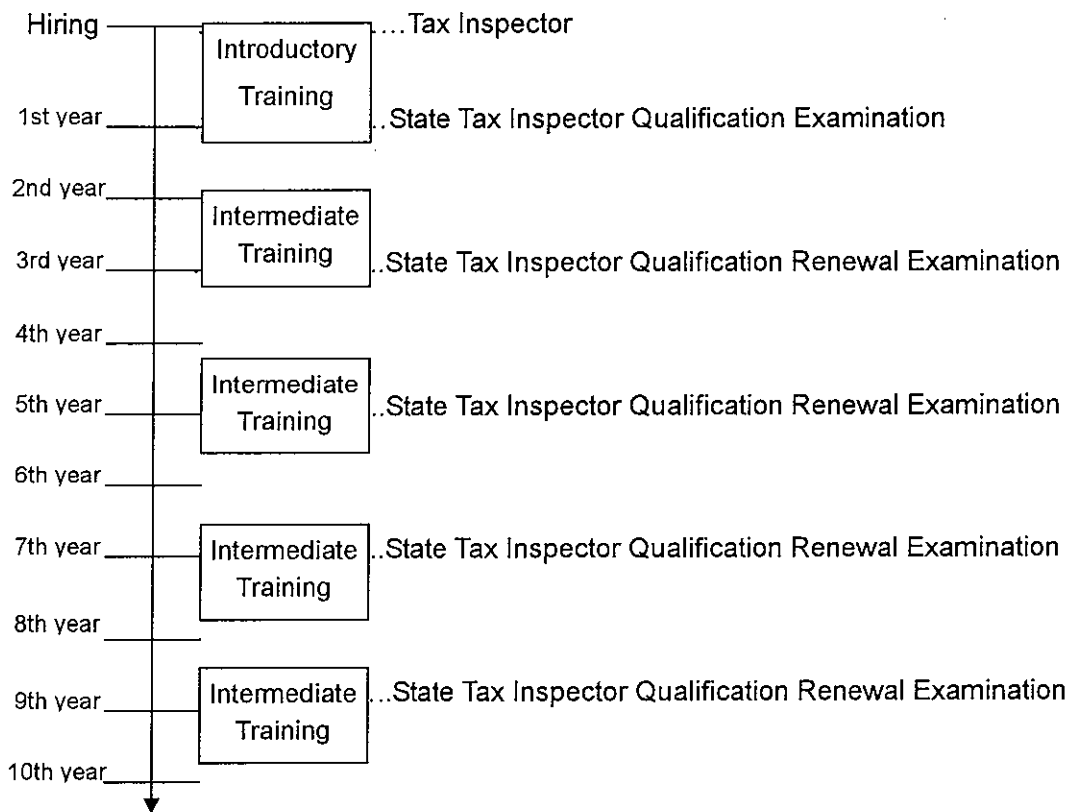 Hiring
....Tax Inspector
Introductory
Training
1st year
..State Tax Inspector Qualification Examination
2nd year
Intermediate
Training
3rd year
..State Tax Inspector Qualification Renewal Examination
4th year
Intermediate
Training
5th year
..State Tax Inspector Qualification Renewal Examination
6th year
Intermediate
Training
7th year
..State Tax Inspector Qualification Renewal Examination
8th year
Intermediate
Training
...State Tax Inspector Qualification Renewal Examination
9th year
10th year